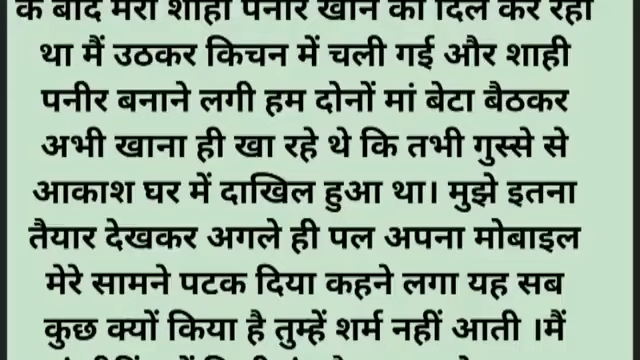 के बाद मेरा शाही पनीर खाने का दिल कर रहा
था मैं उठकर किचन में चली गई और शाही
पनीर बनाने लगी हम दोनों मां बेटा बैठकर
अभी खाना ही खा रहे थे कि तभी गुस्से से
आकाश घर में दाखिल हुआ था। मुझे इतना
तैयार देखकर अगले ही पल अपना मोबाइल
मेरे सामने पटक दिया कहने लगा यह सब
कुछ क्यों किया है तुम्हें शर्म नहीं आती ।मैं